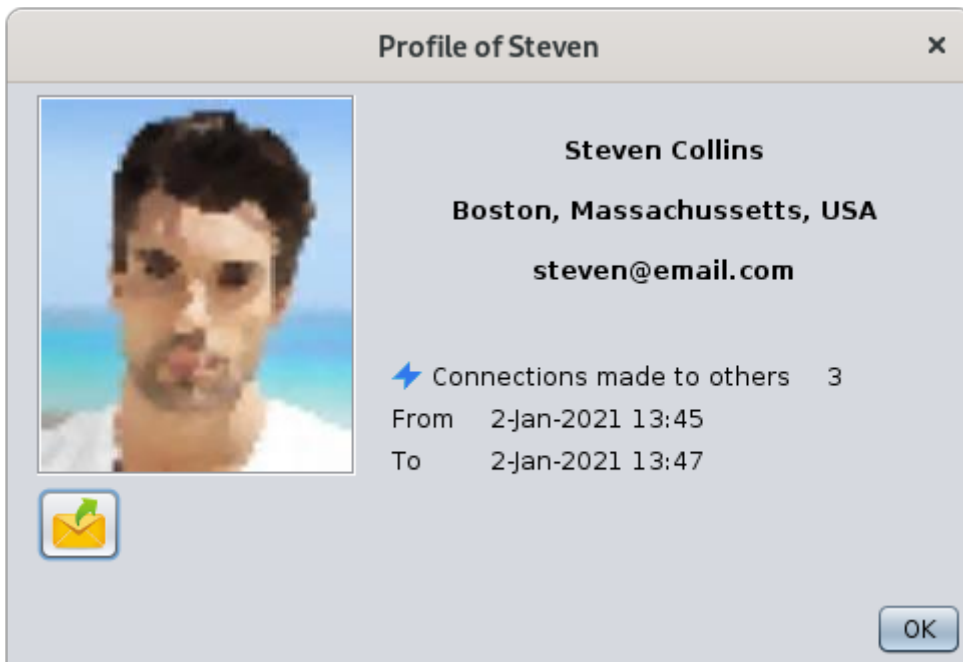 Profile of Steven
Steven Collins
Boston, Massachussetts, USA
steven@email.com
Connections made to others 3
From 2-Jan-2021 13:45
To 2-Jan-2021 13:47
OK